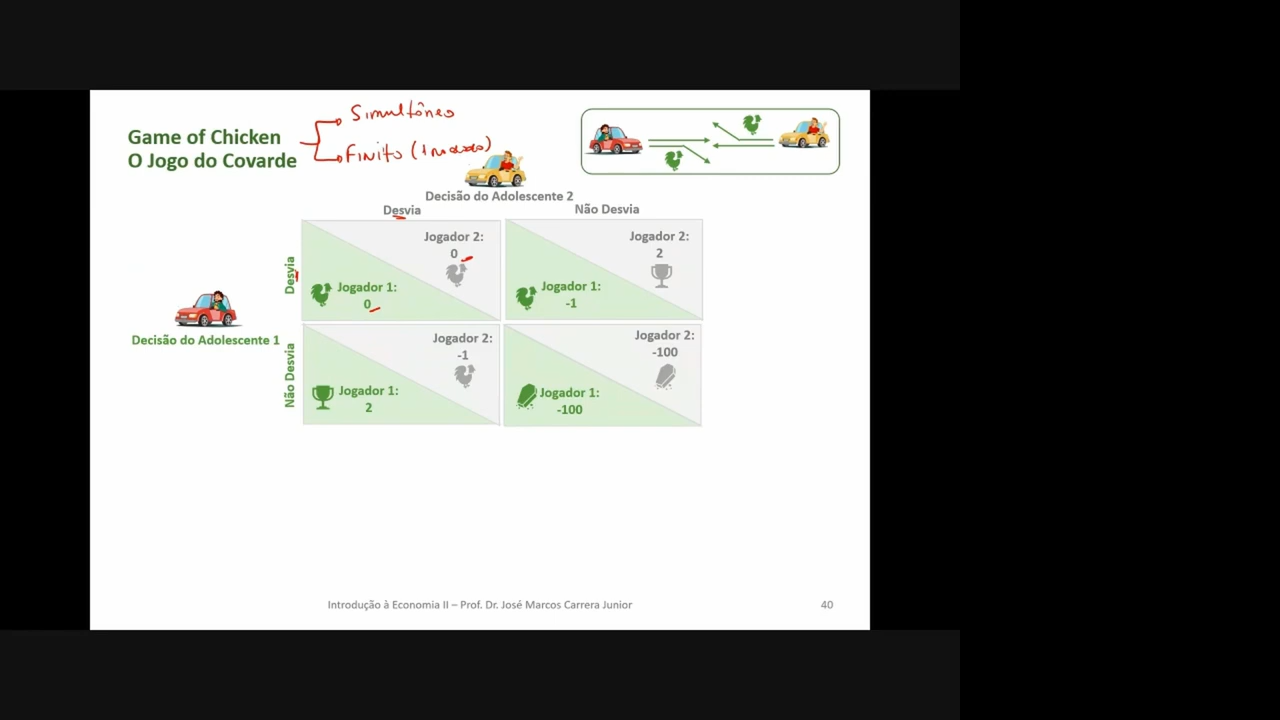 Game of Chicken
O Jogo do Covarde
Simultâneo
Finito (
Decisão do Adolescente 2
Desvia
Não Desvia
Desvia
Jogador 2:
0
Jogador 1:
0
Jogador 2:
2
Jogador 1:
-1
Decisão do Adolescente 1
Não Desvia
Jogador 2:
-1
Jogador 1:
2
Jogador 2:
-100
Jogador 1:
-100
Introdução à Economia II – Prof. Dr. José Marcos Carrera Junior
40